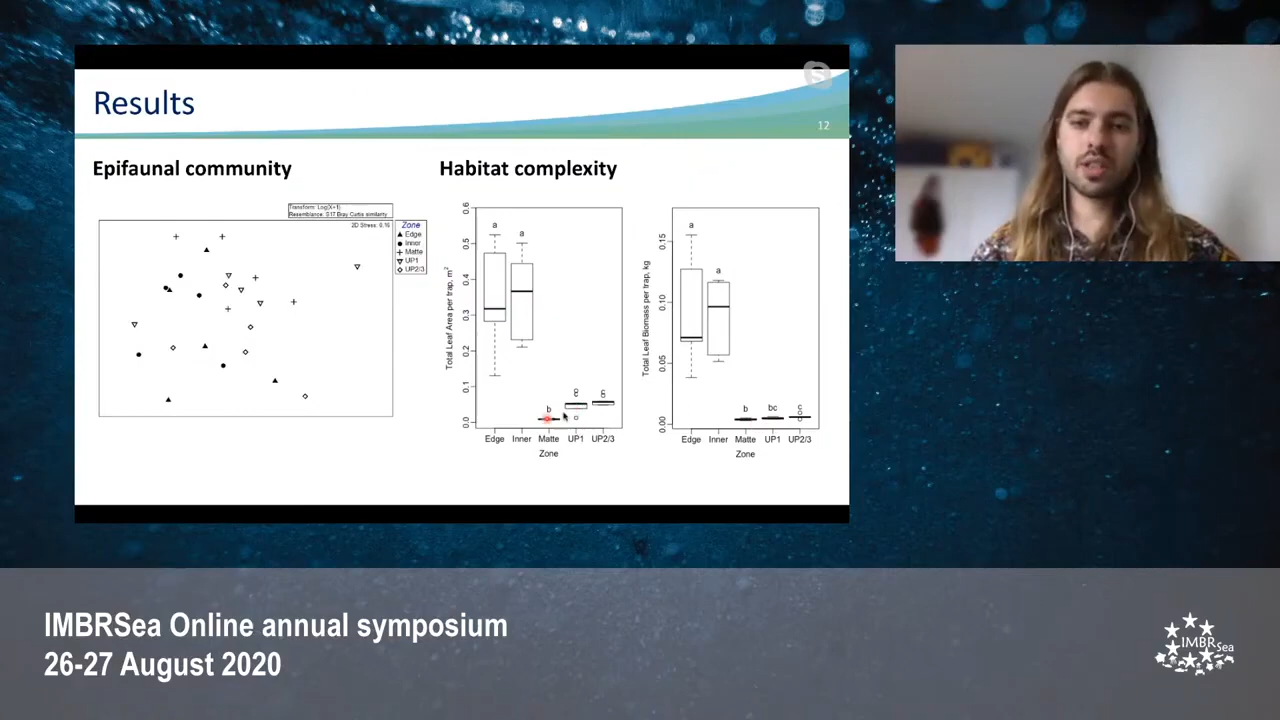 Results
12
Epifaunal community
Habitat complexity
Transform: Log(X+1)
Resemblance: S17 Bray Curtis similarity
2D Stress: 0.16
Zone
Edge
Inner
Matte
UP1
UP2/3
Total Leaf Area per trap, m²
0.6
0.5
0.4
0.3
0.2
0.1
0.0
a
a
b
c
c
Edge
Inner
Matte
UP1
UP2/3
Zone
Total Leaf Biomass per trap, kg
0.15
0.10
0.05
0.00
a
a
b
bc
c
Edge
Inner
Matte
UP1
UP2/3
Zone
IMBRSea Online annual symposium
26-27 August 2020
IMBRSea